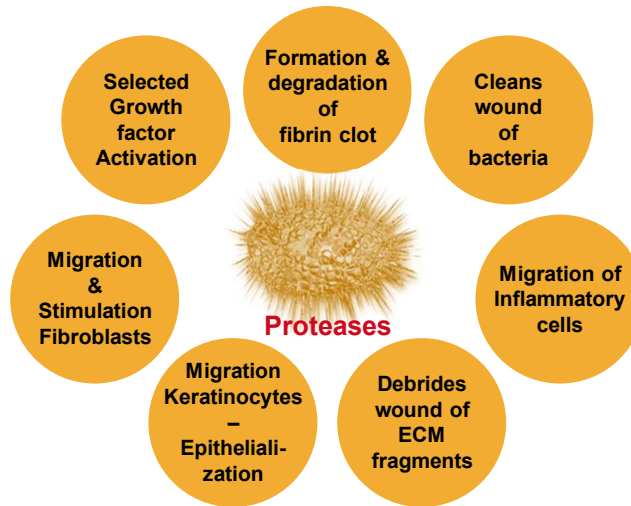 Formation &
degradation
of
fibrin clot
Cleans
wound
of
bacteria
Migration of
Inflammatory
cells
Debrides
wound of
ECM
fragments
Migration
Keratinocytes
–
Epitheliali-
zation
Migration
&
Stimulation
Fibroblasts
Selected
Growth
factor
Activation
Proteases